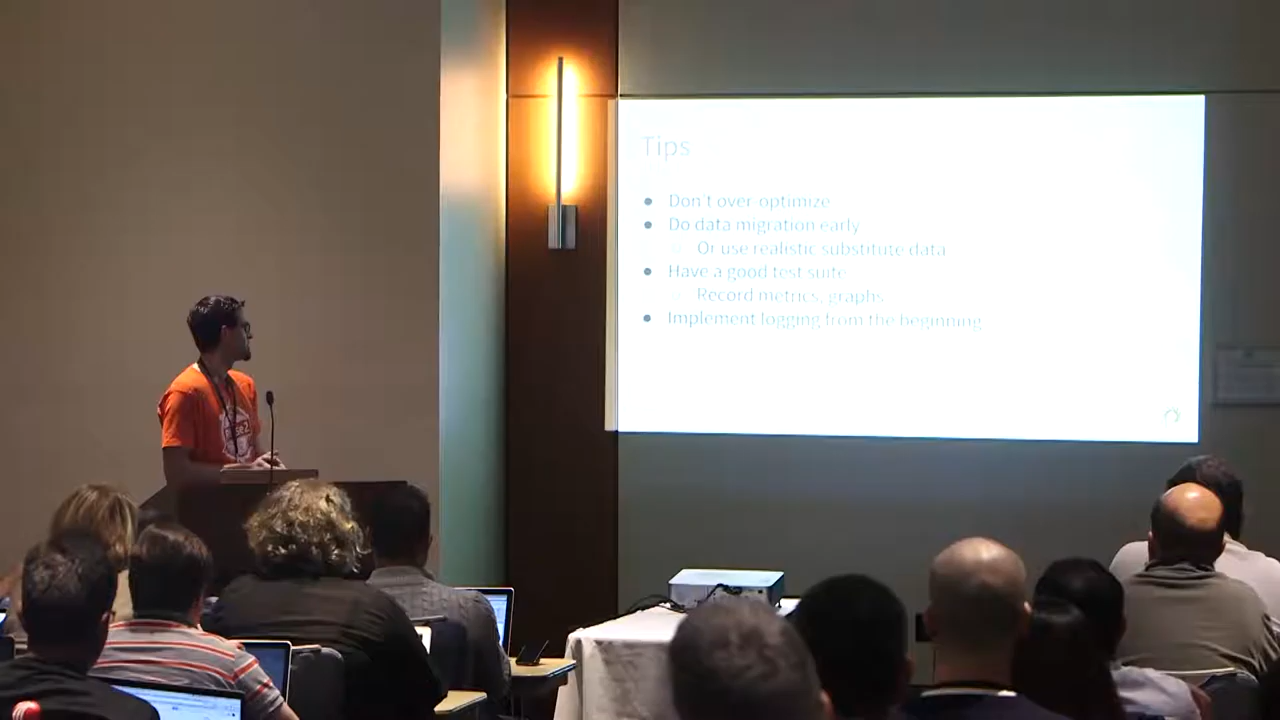 Tips
Don't over-optimize
Do data migration early
Or use realistic substitute data
Have a good test suite
Record metrics, graphs
Implement logging from the beginning